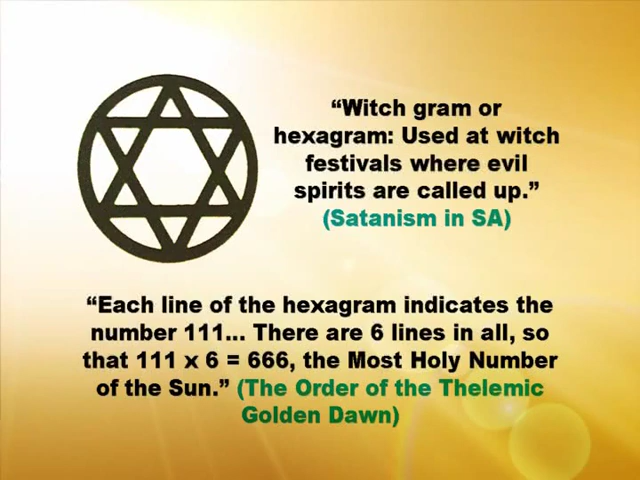 “Witch gram or
hexagram: Used at witch
festivals where evil
spirits are called up.”
(Satanism in SA)
“Each line of the hexagram indicates the
number 111... There are 6 lines in all, so
that 111 x 6 = 666, the Most Holy Number
of the Sun.” (The Order of the Thelemic
Golden Dawn)